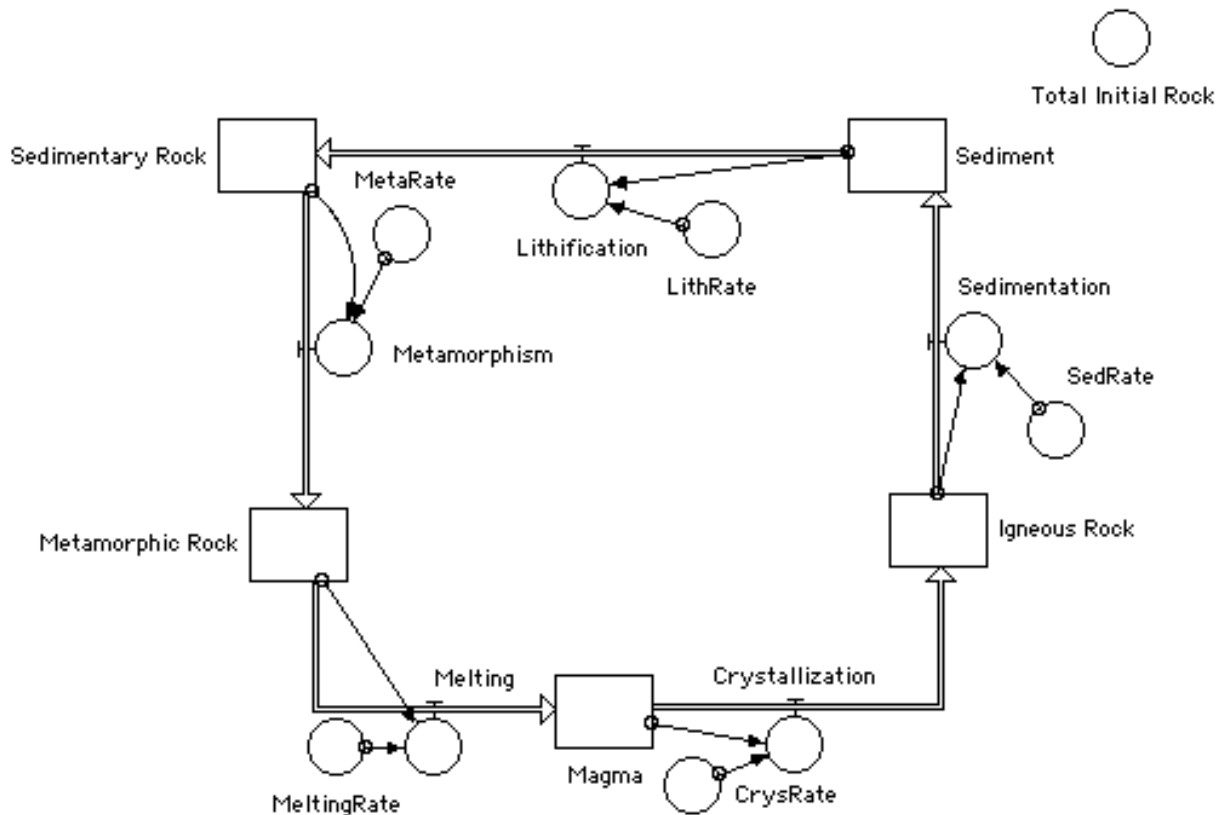 Total Initial Rock
Sedimentary Rock
Sediment
MetaRate
Lithification
LithRate
Sedimentation
Metamorphism
SedRate
Metamorphic Rock
Igneous Rock
Melting
Crystallization
Magma
CrysRate
MeltingRate